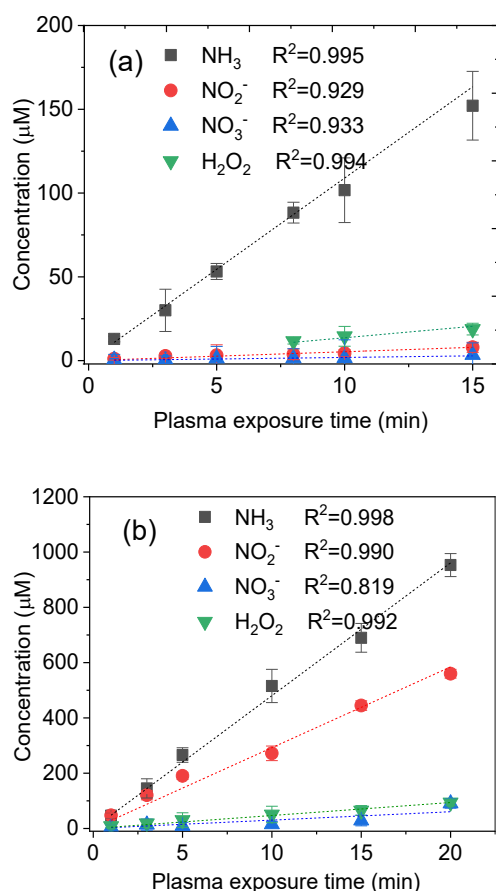 200
(a)
NH₃ R²=0.995
NO₂⁻ R²=0.929
150
NO₃⁻ R²=0.933
H₂O₂ R²=0.994
100
50
0
Concentration (μM)
0 5 10 15
Plasma exposure time (min)
1200
(b)
NH₃ R²=0.998
1000
NO₂⁻ R²=0.990
NO₃⁻ R²=0.819
800
H₂O₂ R²=0.992
600
400
200
0
Concentration (μM)
0 5 10 15 20
Plasma exposure time (min)